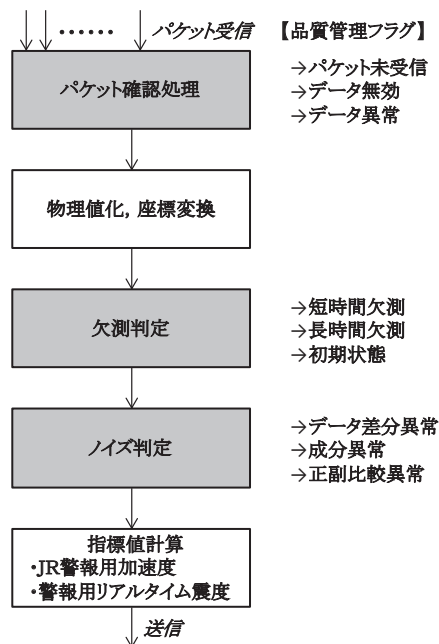 …… パケット受信 【品質管理フラグ】
パケット確認処理
→パケット未受信
→データ無効
→データ異常
物理値化，座標変換
欠測判定
→短時間欠測
→長時間欠測
→初期状態
ノイズ判定
→データ差分異常
→成分異常
→正副比較異常
指標値計算
・JR警報用加速度
・警報用リアルタイム震度
送信